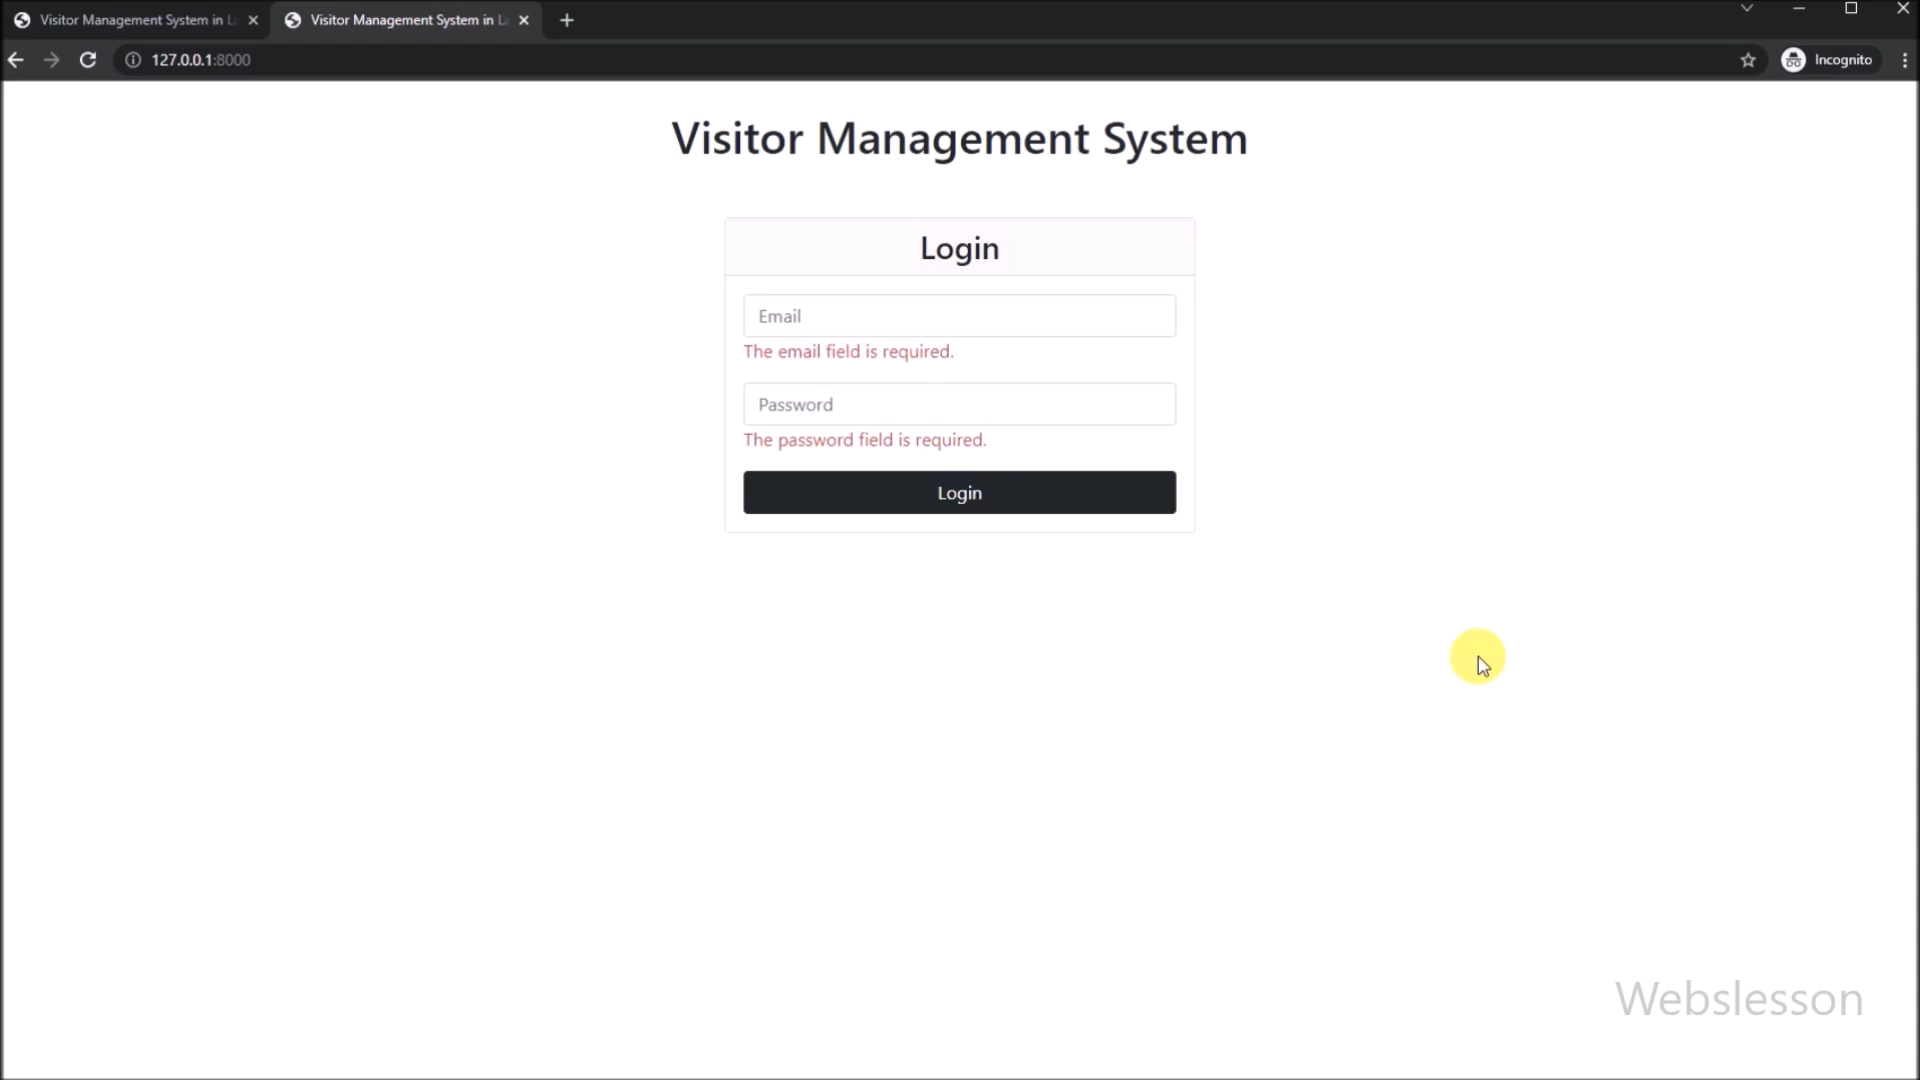 Visitor Management System in L
Visitor Management System in L
127.0.0.1:8000
Incognito
Visitor Management System
Login
Email
The email field is required.
Password
The password field is required.
Login
Webslesson